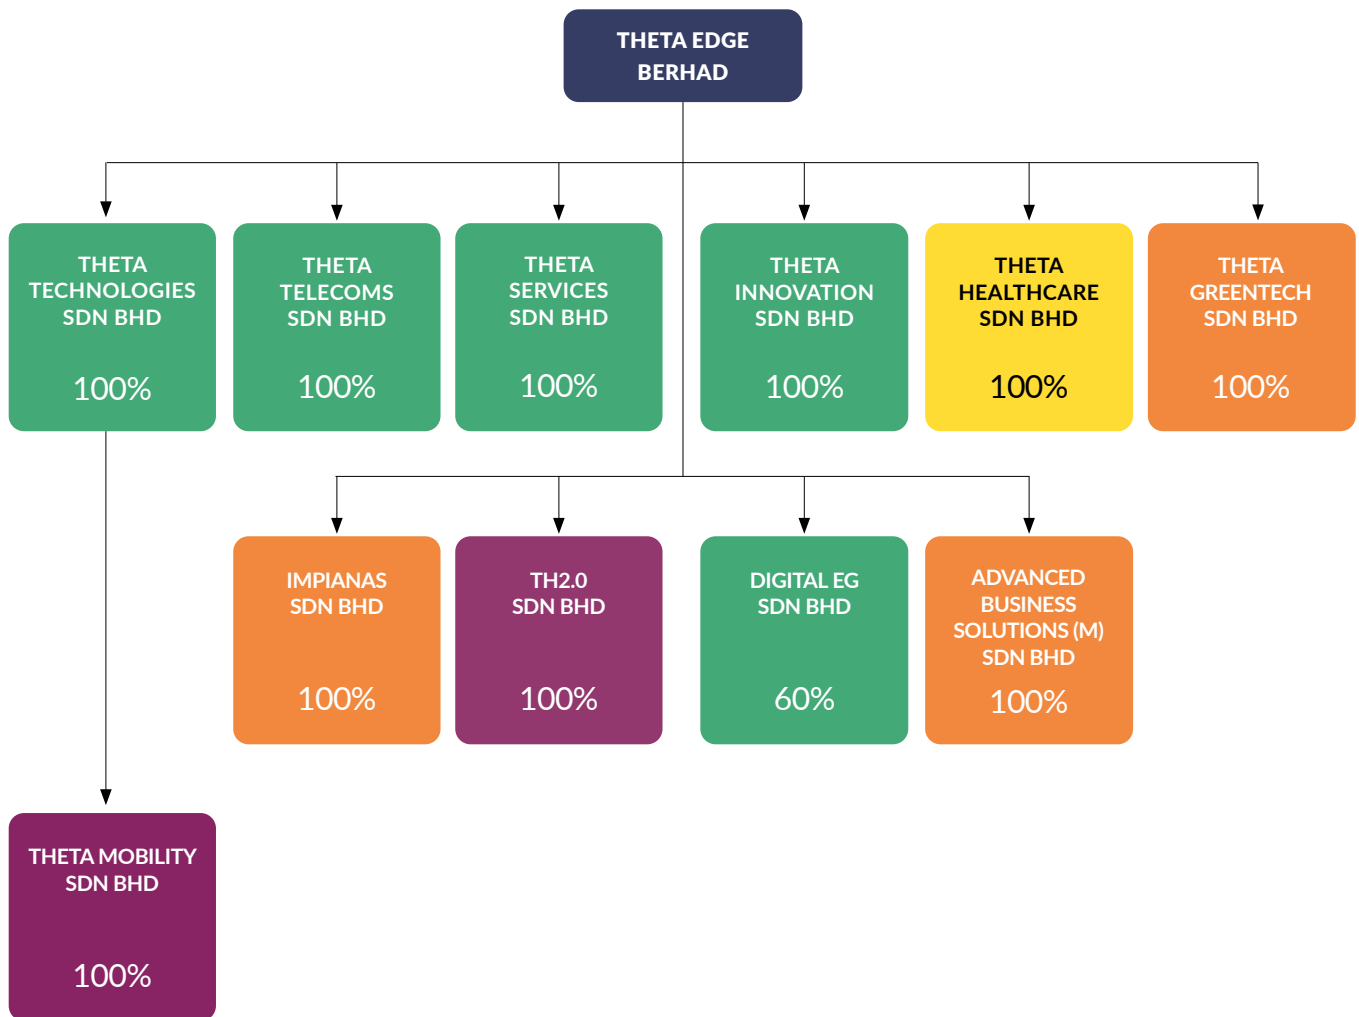 THETA EDGE
BERHAD
THETA
TECHNOLOGIES
SDN BHD
100%
THETA
TELECOMS
SDN BHD
100%
THETA
SERVICES
SDN BHD
100%
THETA
INNOVATION
SDN BHD
100%
THETA
HEALTHCARE
SDN BHD
100%
THETA
GREENTECH
SDN BHD
100%
IMPIANAS
SDN BHD
100%
TH2.0
SDN BHD
100%
DIGITAL EG
SDN BHD
60%
ADVANCED
BUSINESS
SOLUTIONS (M)
SDN BHD
100%
THETA MOBILITY
SDN BHD
100%